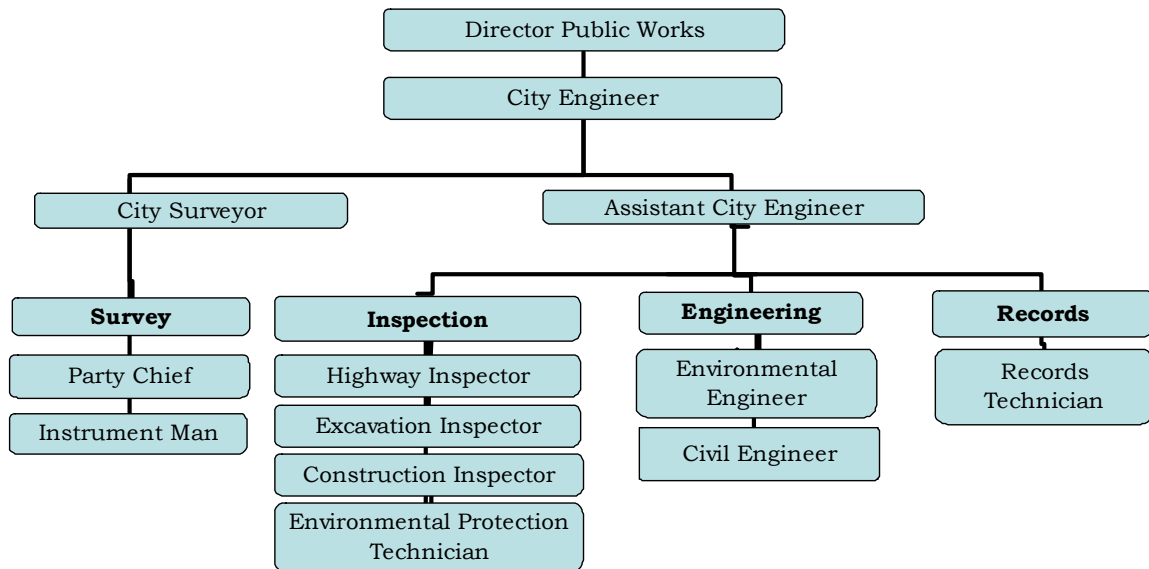 Director Public Works
City Engineer
City Surveyor
Assistant City Engineer
Survey
Party Chief
Instrument Man
Inspection
Highway Inspector
Excavation Inspector
Construction Inspector
Environmental Protection
Technician
Engineering
Environmental
Engineer
Civil Engineer
Records
Records
Technician